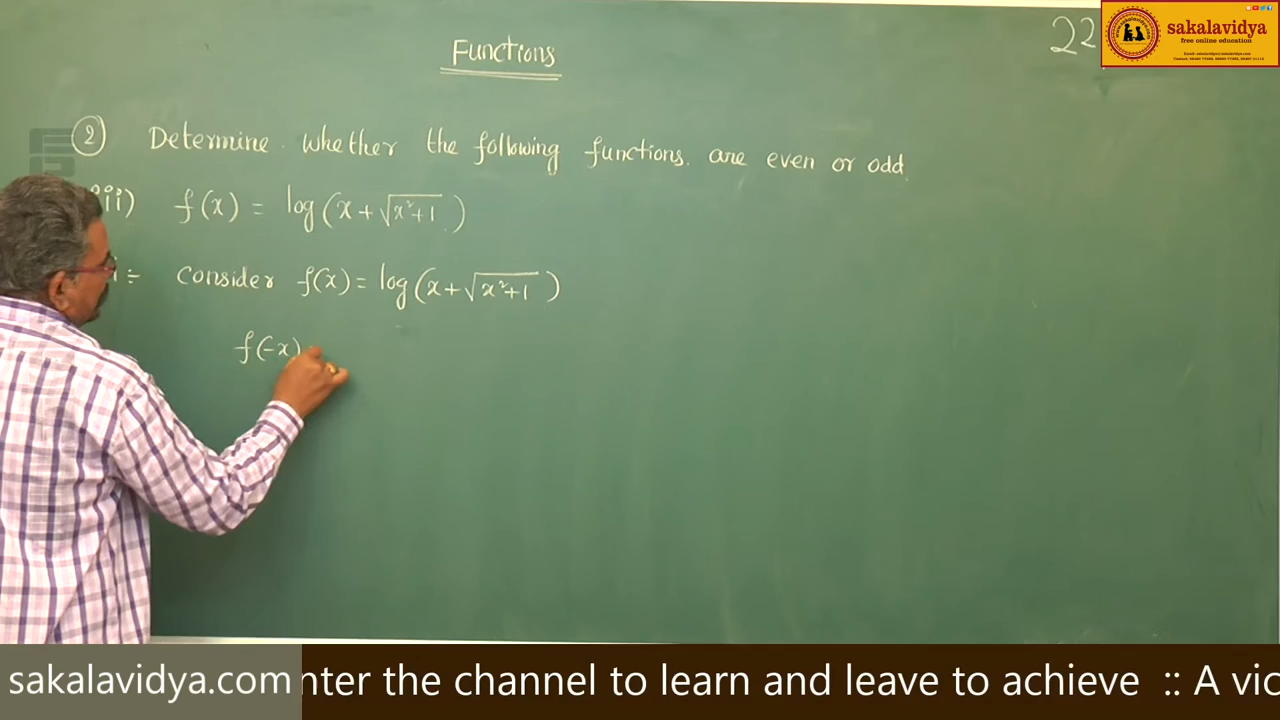 Functions
22
sakalavidya
free online education
② Determine whether the following functions are even or odd.
iii) f(x) = log(x + √x²+1)
:- Consider f(x) = log(x + √x²+1)
f(-x)
sakalavidya.com nter the channel to learn and leave to achieve :: A vic